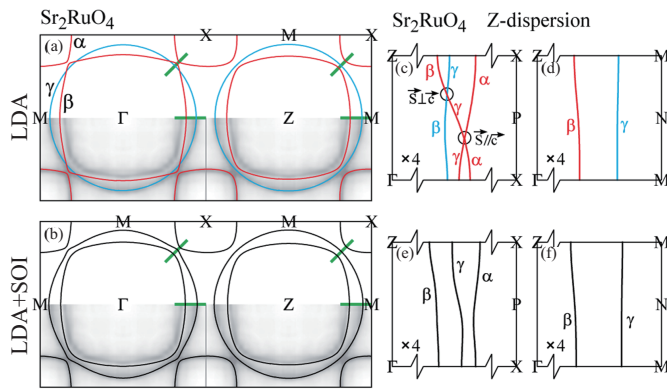 Sr2RuO4
Sr2RuO4 Z-dispersion
X M X
(a) α
γ
β
M Γ Z M
LDA
M X
(b)
M Γ Z M
LDA+SOI
Z (c) β γ α X
S⊥c
γ
β
S//c
γ α
×4
Γ X
P
(d) M
β γ
N
×4
M
Z (e) X
γ α
β
P
×4
Γ X
(f) M
β γ
N
×4
M